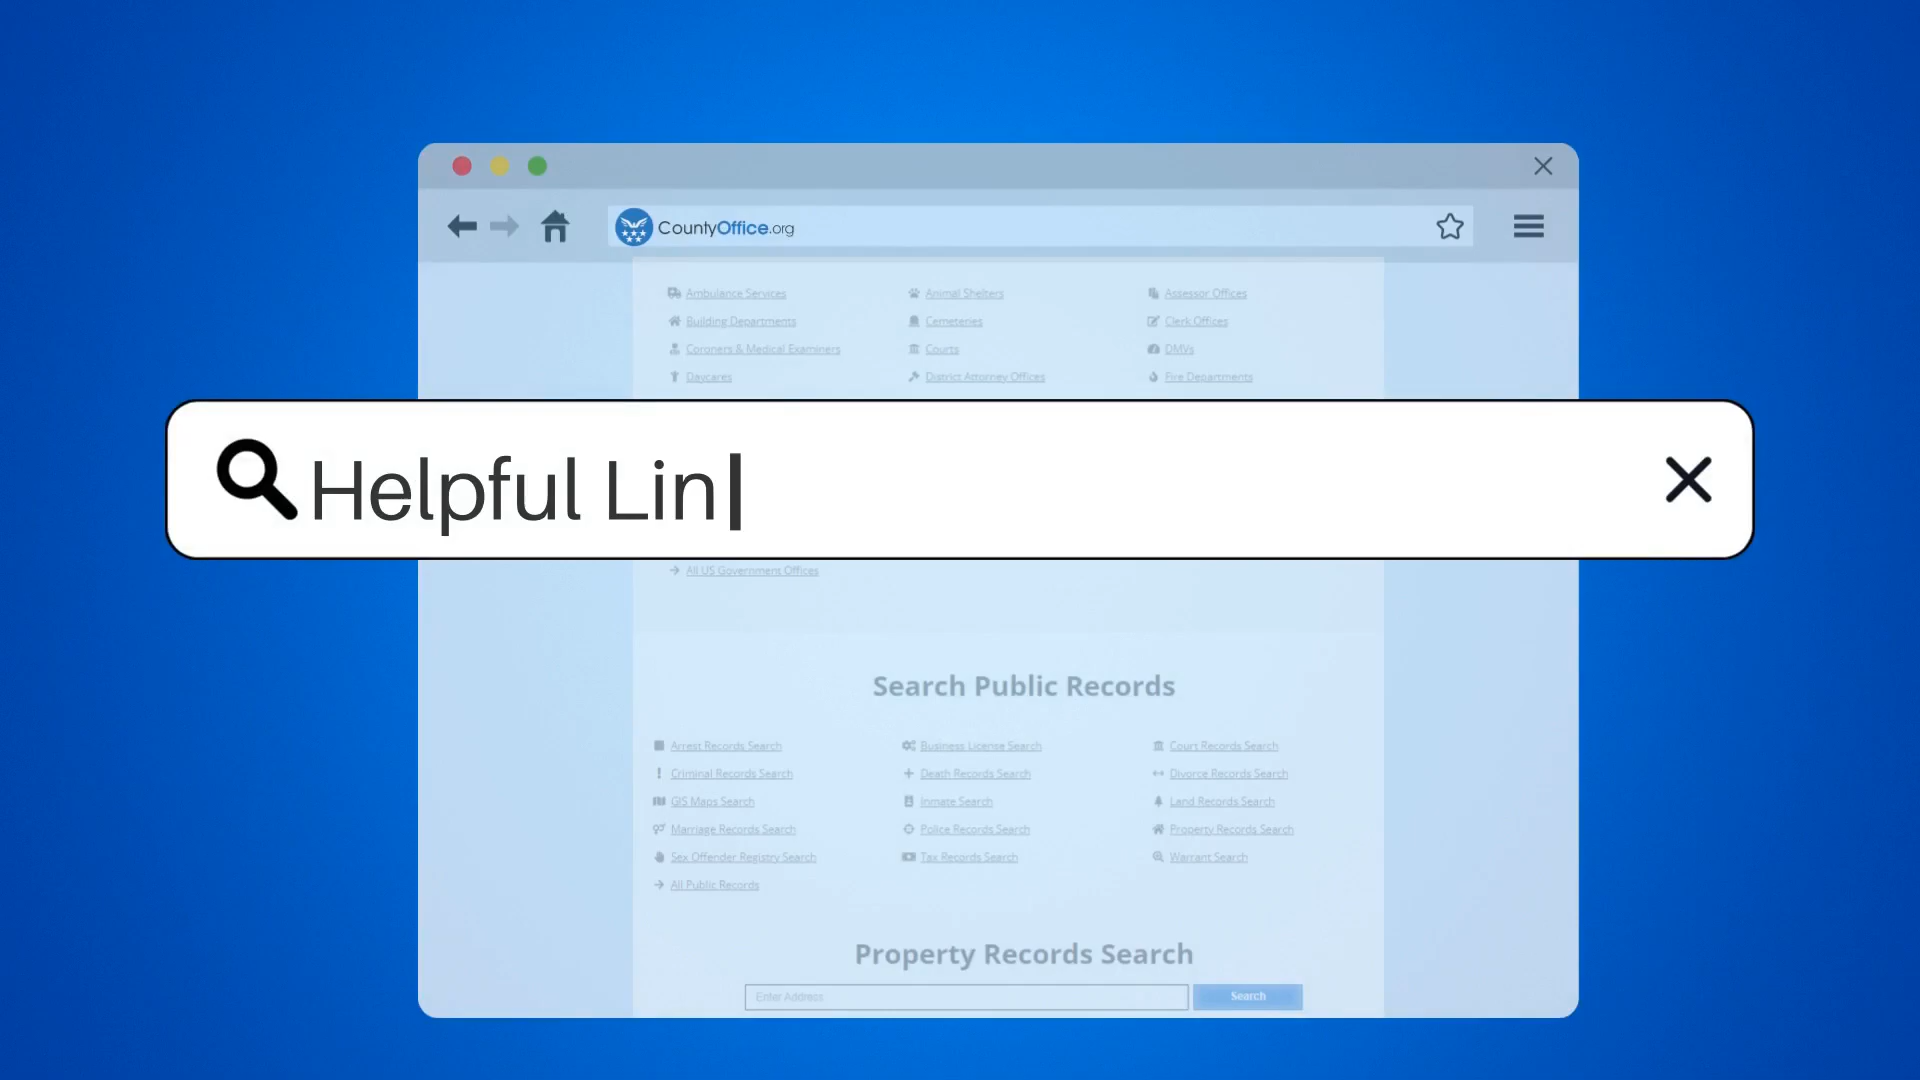 CountyOffice.org
Ambulance Services Animal Shelters Assessor Offices
Building Departments Cemeteries Clerk Offices
Coroners & Medical Examiners Courts DMVs
Daycares District Attorney Offices Fire Departments
Helpful Lin
All US Government Offices
Search Public Records
Arrest Records Search Business License Search Court Records Search
Criminal Records Search Death Records Search Divorce Records Search
GIS Maps Search Inmate Search Land Records Search
Marriage Records Search Police Records Search Property Records Search
Sex Offender Registry Search Tax Records Search Warrant Search
All Public Records
Property Records Search
Enter Address Search